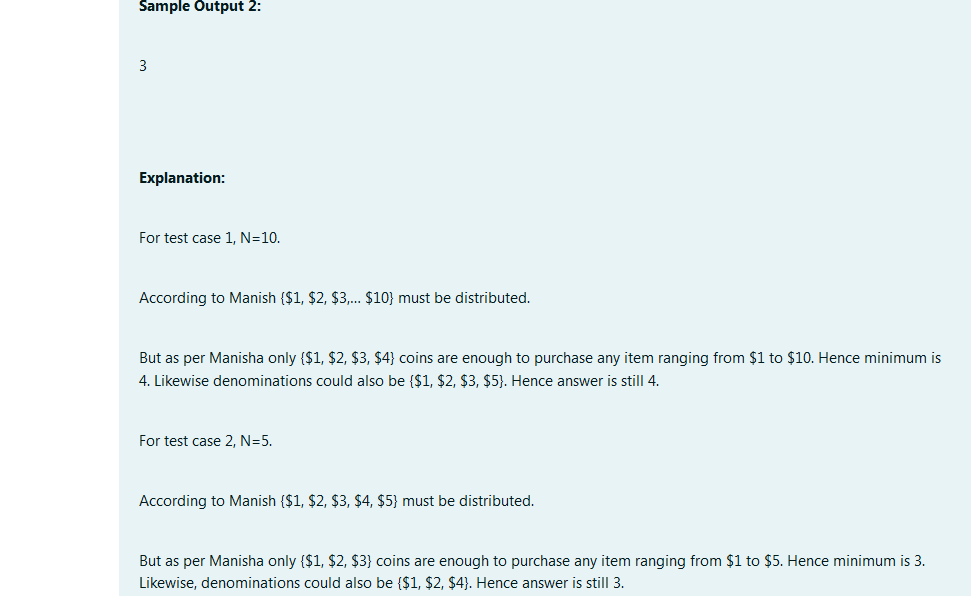 Sample Output 2:
3
Explanation:
For test case 1, N=10.
According to Manish {$1, $2, $3,... $10} must be distributed.
But as per Manisha only {$1, $2, $3, $4} coins are enough to purchase any item ranging from $1 to $10. Hence minimum is
4. Likewise denominations could also be {$1, $2, $3, $5}. Hence answer is still 4.
For test case 2, N=5.
According to Manish {$1, $2, $3, $4, $5} must be distributed.
But as per Manisha only {$1, $2, $3} coins are enough to purchase any item ranging from $1 to $5. Hence minimum is 3.
Likewise, denominations could also be {$1, $2, $4}. Hence answer is still 3.